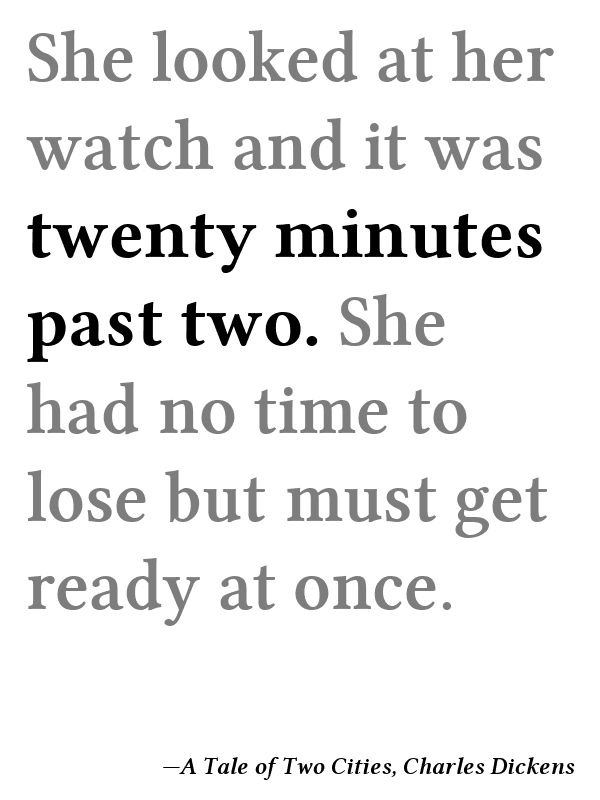 She looked at her
watch and it was
twenty minutes
past two. She
had no time to
lose but must get
ready at once.
—A Tale of Two Cities, Charles Dickens